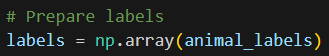 # Prepare labels
labels = np.array(animal_labels)